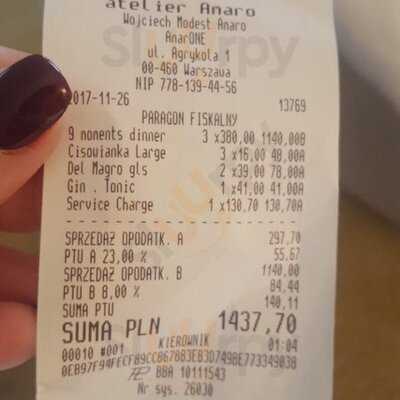 atelier Amaro
Wojciech Modest Amaro
AmarONE
ul. Agrykola 1
00-460 Warszawa
NIP 778-139-44-56
2017-11-26 13769
PARAGON FISKALNY
9 moments dinner 3 x380,00 1140,00B
Cisowianka Large 3 x16,00 48,00A
Del Magro gls 2 x39,00 78,00A
Gin . Tonic 1 x41,00 41,00A
Service Charge 1 x130,70 130,70A
SPRZEDAŻ OPODATK. A 297,70
PTU A 23,00 % 55,67
SPRZEDAŻ OPODATK. B 1140,00
PTU B 8,00 % 84,44
SUMA PTU 140,11
SUMA PLN 1437,70
00010 #001 KIEROWNIK 01:04
BBA 10111543
Nr sys. 26030